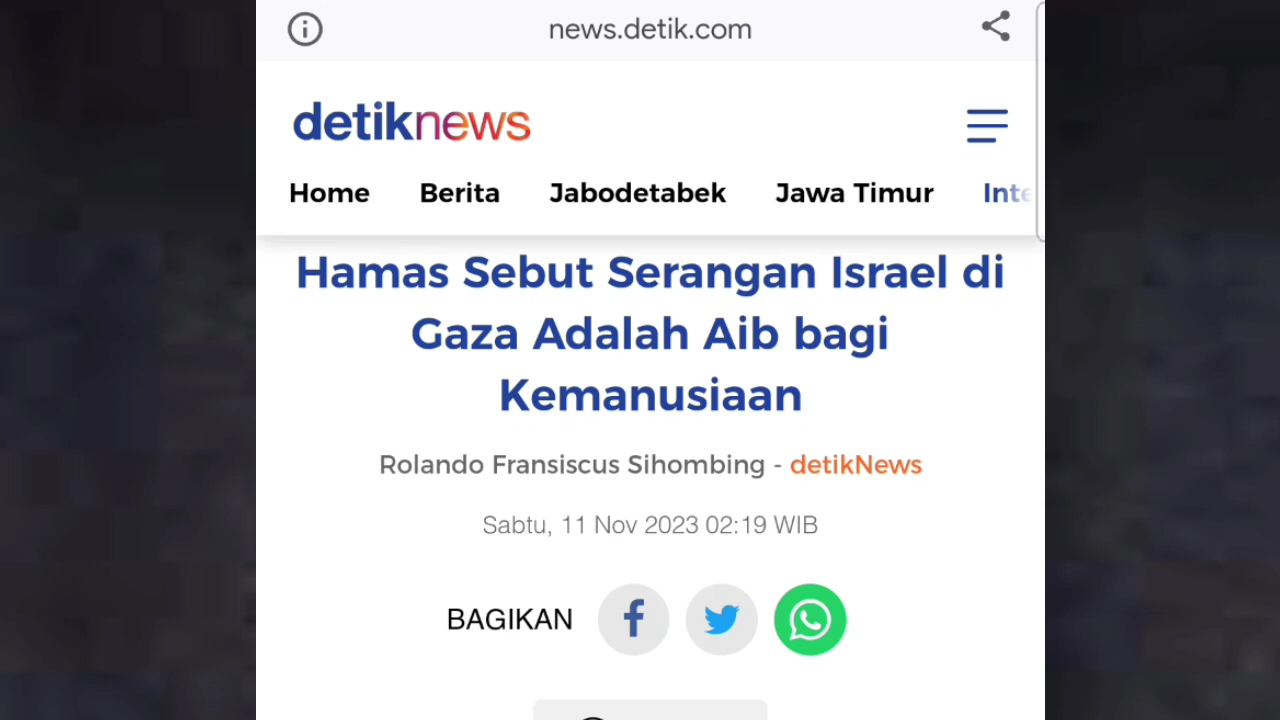 news.detik.com
detiknews
Home Berita Jabodetabek Jawa Timur Inte
Hamas Sebut Serangan Israel di
Gaza Adalah Aib bagi
Kemanusiaan
Rolando Fransiscus Sihombing - detikNews
Sabtu, 11 Nov 2023 02:19 WIB
BAGIKAN